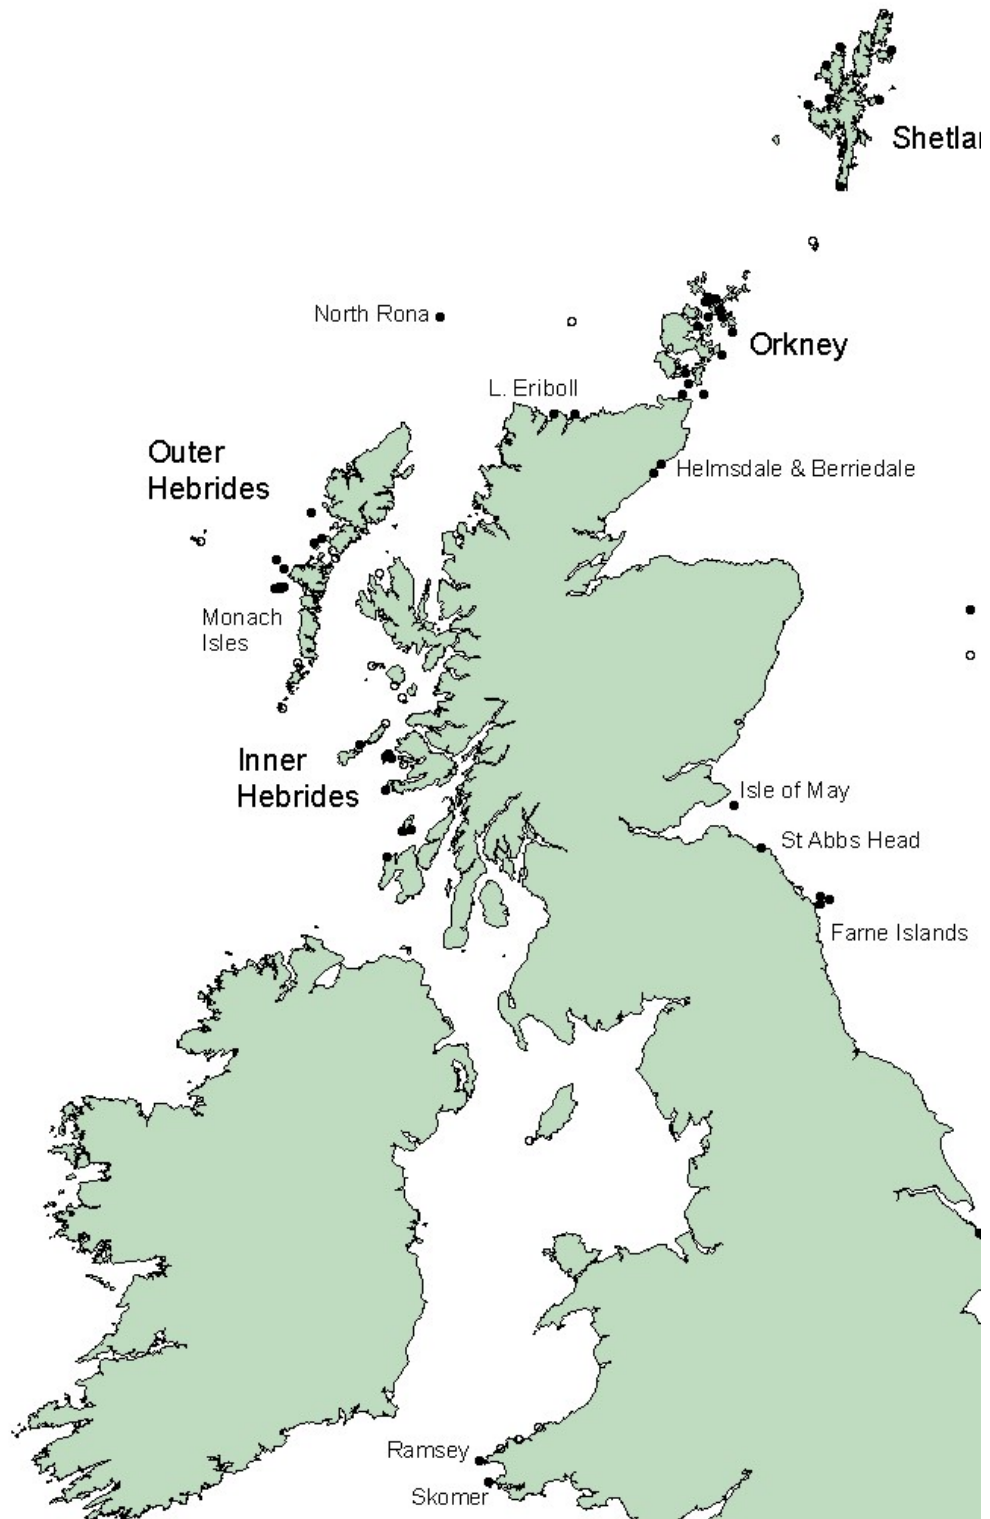 Shetlan
North Rona
Orkney
L. Eriboll
Outer
Hebrides
Helmsdale & Berriedale
Monach
Isles
Inner
Hebrides
Isle of May
St Abbs Head
Farne Islands
Ramsey
Skomer